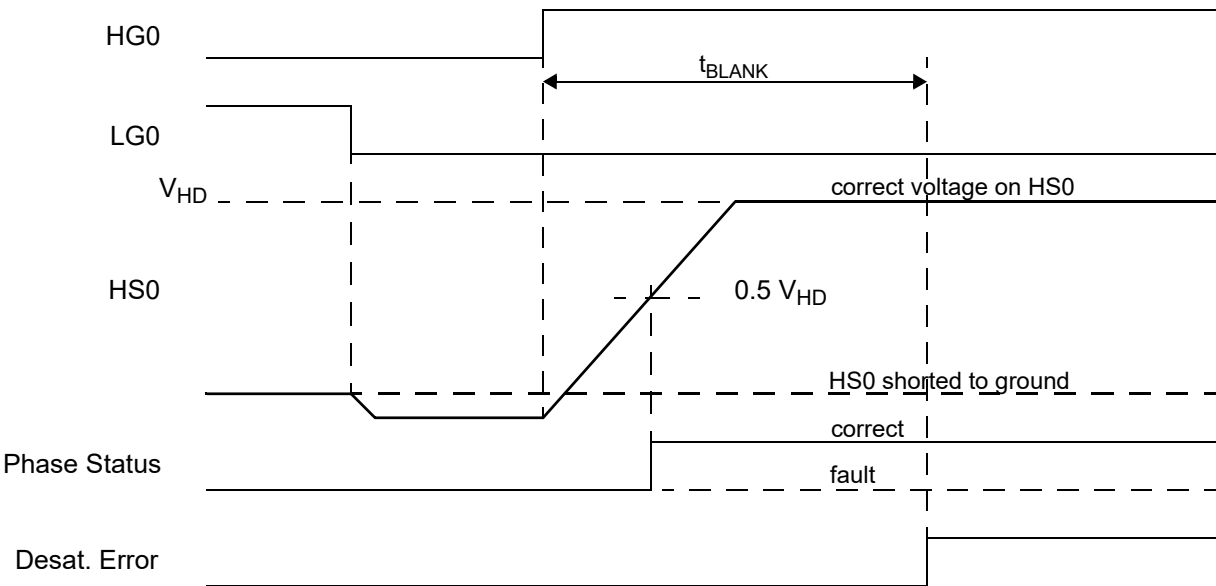 HG0
tBLANK
LG0
VHD
correct voltage on HS0
HS0
0.5 VHD
HS0 shorted to ground
correct
Phase Status
fault
Desat. Error